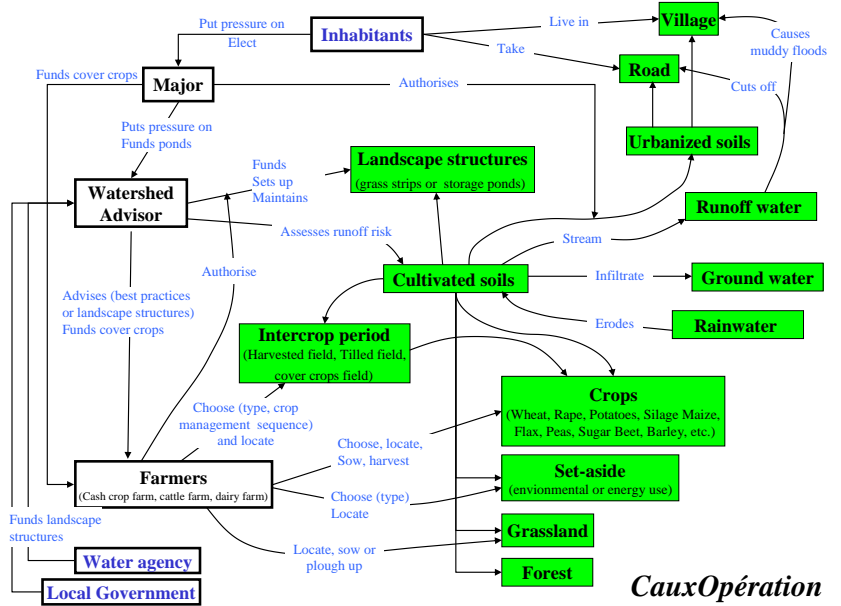 Put pressure on
Elect
Inhabitants
Live in
Take
Village
Causes
muddy floods
Road
Cuts off
Funds cover crops
Major
Authorises
Puts pressure on
Funds ponds
Urbanized soils
Landscape structures
(grass strips or storage ponds)
Funds
Sets up
Maintains
Watershed
Advisor
Runoff water
Assesses runoff risk
Stream
Authorise
Cultivated soils
Infiltrate
Ground water
Advises (best practices
or landscape structures)
Funds cover crops
Erodes
Rainwater
Intercrop period
(Harvested field, Tilled field,
cover crops field)
Crops
(Wheat, Rape, Potatoes, Silage Maize,
Flax, Peas, Sugar Beet, Barley, etc.)
Choose (type, crop
management sequence)
and locate
Choose, locate,
Sow, harvest
Farmers
(Cash crop farm, cattle farm, dairy farm)
Set-aside
(envionmental or energy use)
Choose (type)
Locate
Funds landscape
structures
Grassland
Locate, sow or
plough up
Water agency
Forest
Local Government
CauxOpération